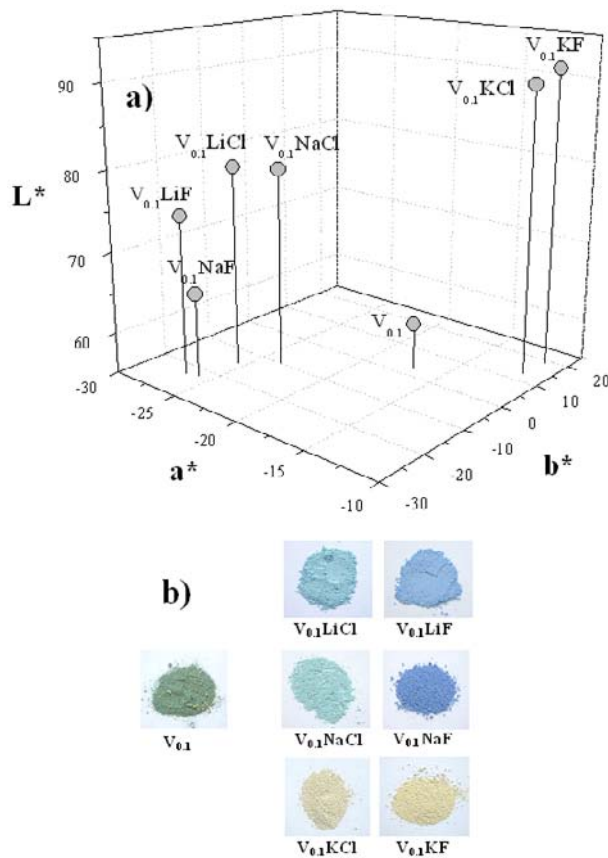 V0.1KF
90
a)
V0.1KCl
V0.1LiCl
V0.1NaCl
80
L*
V0.1LiF
70
V0.1NaF
V0.1
60
-30
20
-25
10
0
-20
-10
a*
-15
-20
b*
-10
-30
b)
V0.1LiCl
V0.1LiF
V0.1
V0.1NaCl
V0.1NaF
V0.1KCl
V0.1KF